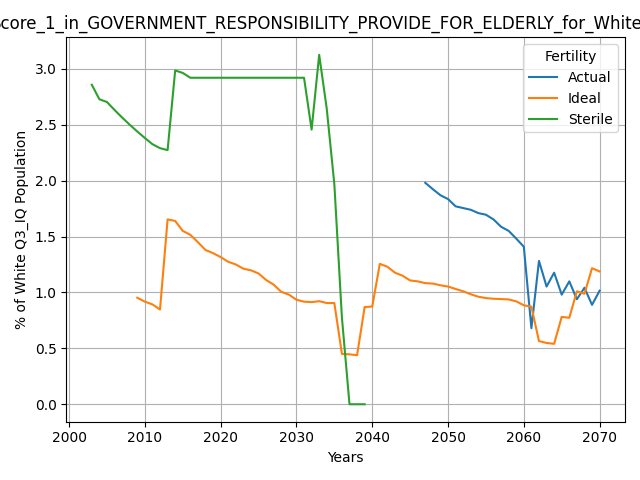 core_1_in_GOVERNMENT_RESPONSIBILITY_PROVIDE_FOR_ELDERLY_for_White
Fertility
Actual
Ideal
Sterile
% of White Q3_IQ Population
3.0
2.5
2.0
1.5
1.0
0.5
0.0
2000 2010 2020 2030 2040 2050 2060 2070
Years